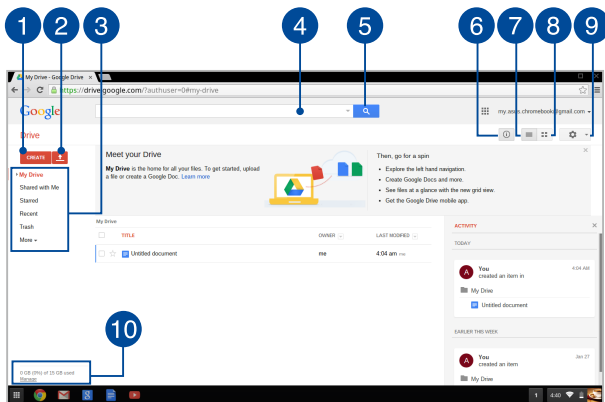 1 2 3 4 5 6 7 8 9
My Drive - Google Drive
https://drive.google.com/?authuser=0#my-drive
Google
my.asus.chromebook@gmail.com
Drive
CREATE
My Drive
Shared with Me
Starred
Recent
Trash
More
Meet your Drive
My Drive is the home for all your files. To get started, upload
a file or create a Google Doc. Learn more
Then, go for a spin
• Explore the left hand navigation.
• Create Google Docs and more.
• See files at a glance with the new grid view.
• Get the Google Drive mobile app.
My Drive
TITLE OWNER LAST MODIFIED
Untitled document me 4:04 am me
ACTIVITY
TODAY
A You 4:04 AM
created an item in
My Drive
Untitled document
EARLIER THIS WEEK
A You Jan 27
created an item
My Drive
10
0 GB (0%) of 15 GB used
Manage
8
1 4:40